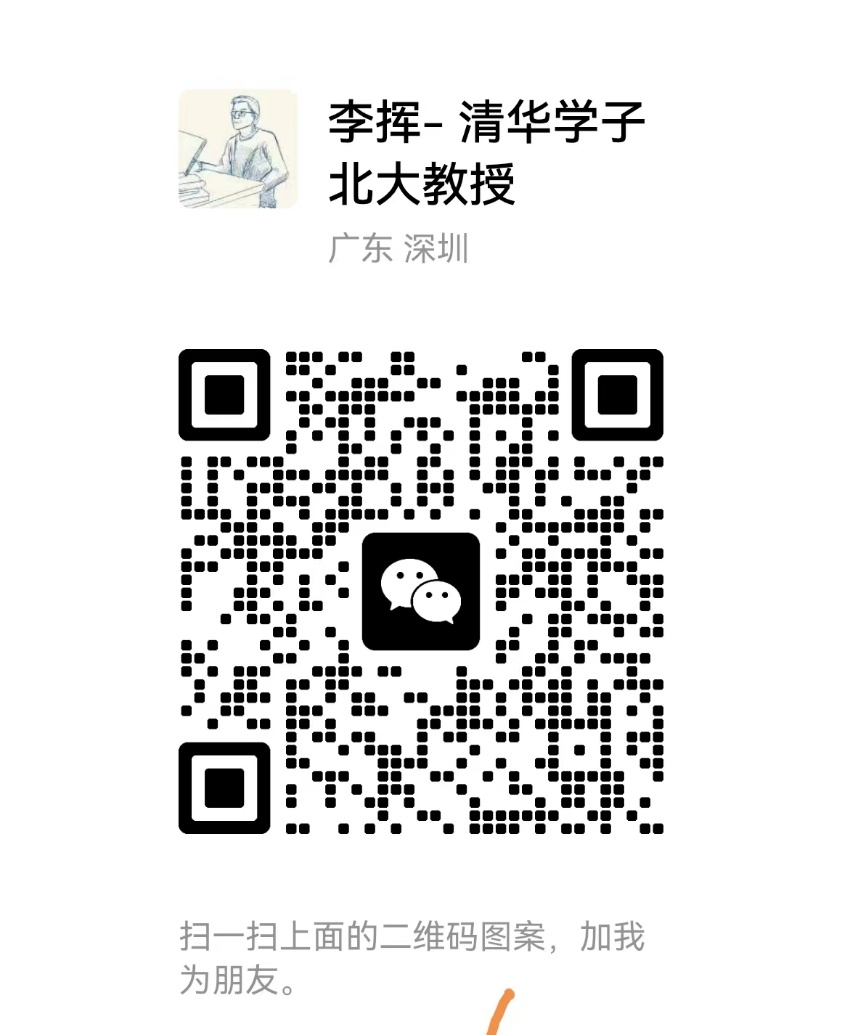 李挥- 清华学子
北大教授
广东 深圳
扫一扫上面的二维码图案，加我
为朋友。